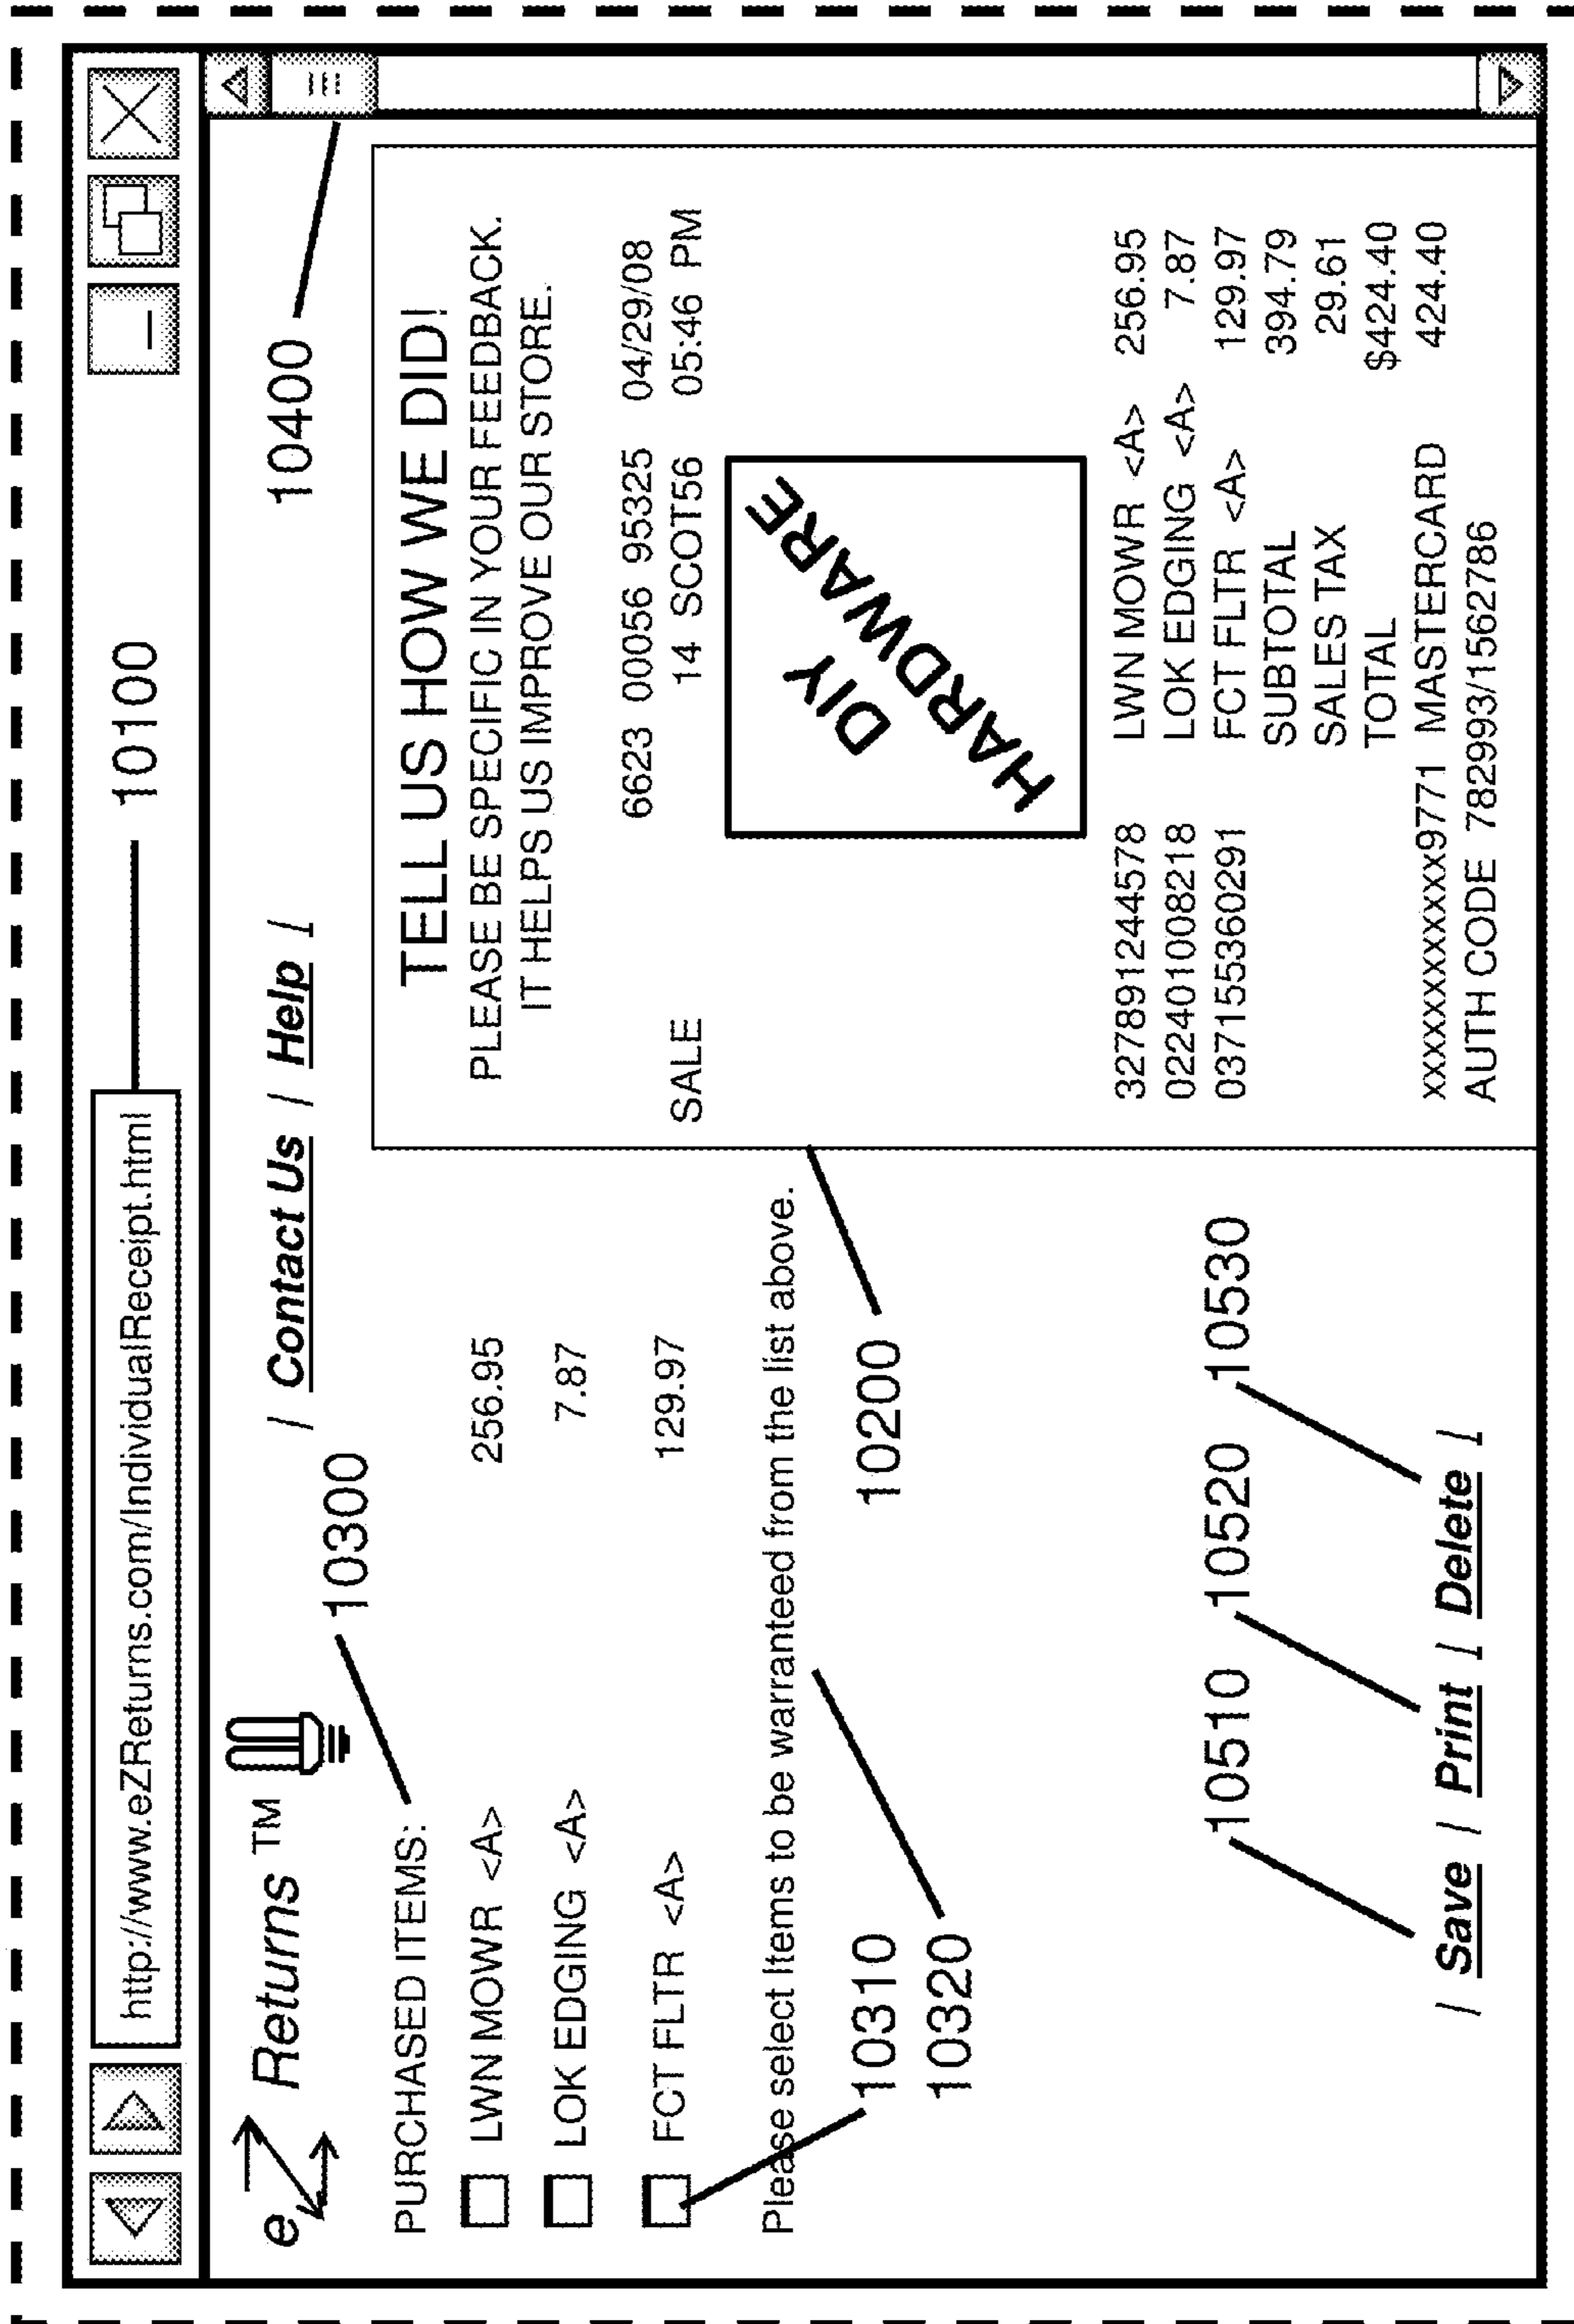 http://www.eZReturns.com/IndividualReceipt.html
10100
eZ Returns TM
/ Contact Us / Help /
10400
10300
PURCHASED ITEMS:
LWN MOWR <A> 256.95
LOK EDGING <A> 7.87
FCT FLTR <A> 129.97
Please select items to be warranteed from the list above.
10310
10320
10200
10510
10520
10530
/ Save / Print / Delete /
TELL US HOW WE DID!
PLEASE BE SPECIFIC IN YOUR FEEDBACK.
IT HELPS US IMPROVE OUR STORE.
6623 00056 95325 04/29/08
SALE 14 SCOT56 05:46 PM
DIY
HARDWARE
327891244578 LWN MOWR <A> 256.95
022401008218 LOK EDGING <A> 7.87
037155360291 FCT FLTR <A> 129.97
SUBTOTAL 394.79
SALES TAX 29.61
TOTAL $424.40
xxxxxxxxxxxx9771 MASTERCARD 424.40
AUTH CODE 782993/1562786